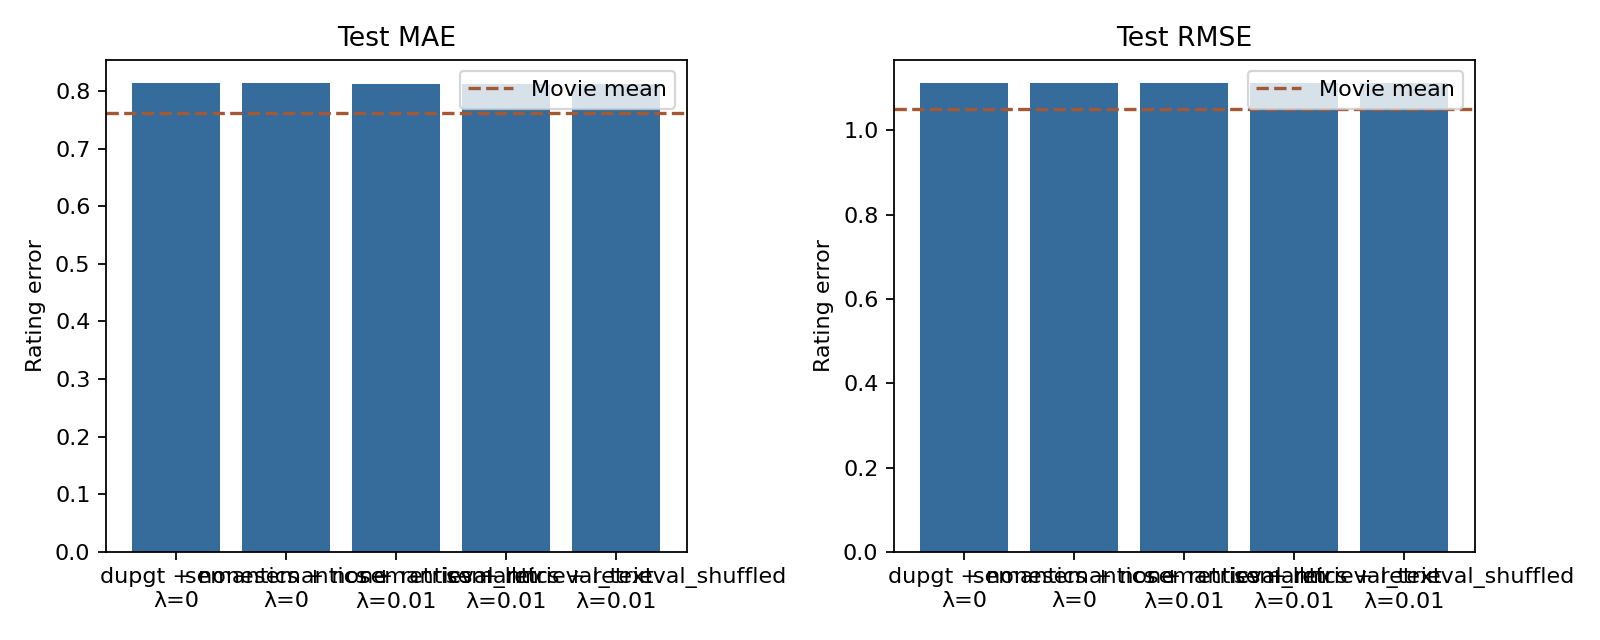 Test MAE
Rating error
0.8
0.7
0.6
0.5
0.4
0.3
0.2
0.1
0.0
Movie mean
dupgt +
λ=0
λ=0
λ=0.01
λ=0.01
λ=0.01
Test RMSE
Rating error
1.0
0.8
0.6
0.4
0.2
0.0
Movie mean
dupgt +
λ=0
λ=0
λ=0.01
λ=0.01
λ=0.01